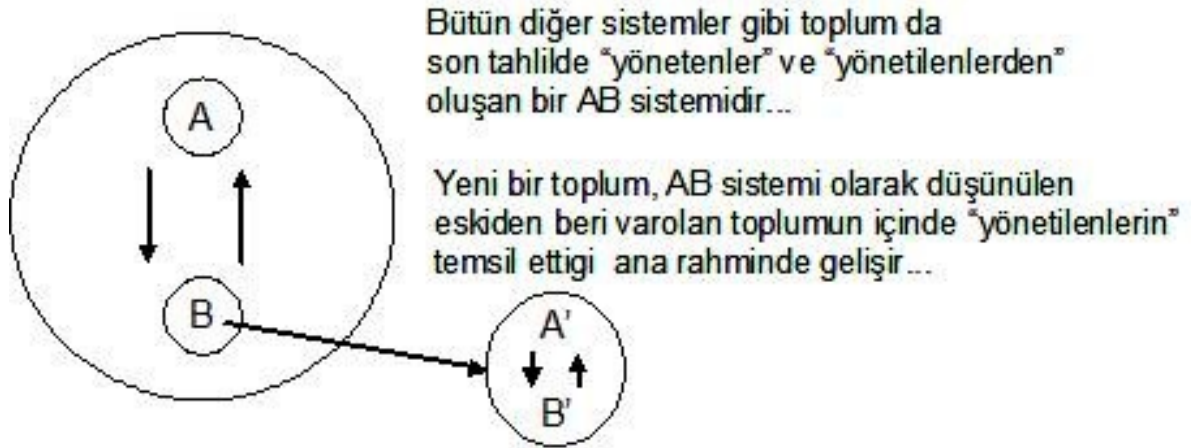 Bütün diğer sistemler gibi toplum da
son tahlilde “yönetenler” ve “yönetilenlerden”
oluşan bir AB sistemidir...
A
Yeni bir toplum, AB sistemi olarak düşünülen
eskiden beri varolan toplumun içinde “yönetilenlerin”
temsil ettigi ana rahminde gelişir...
B
A'
B'